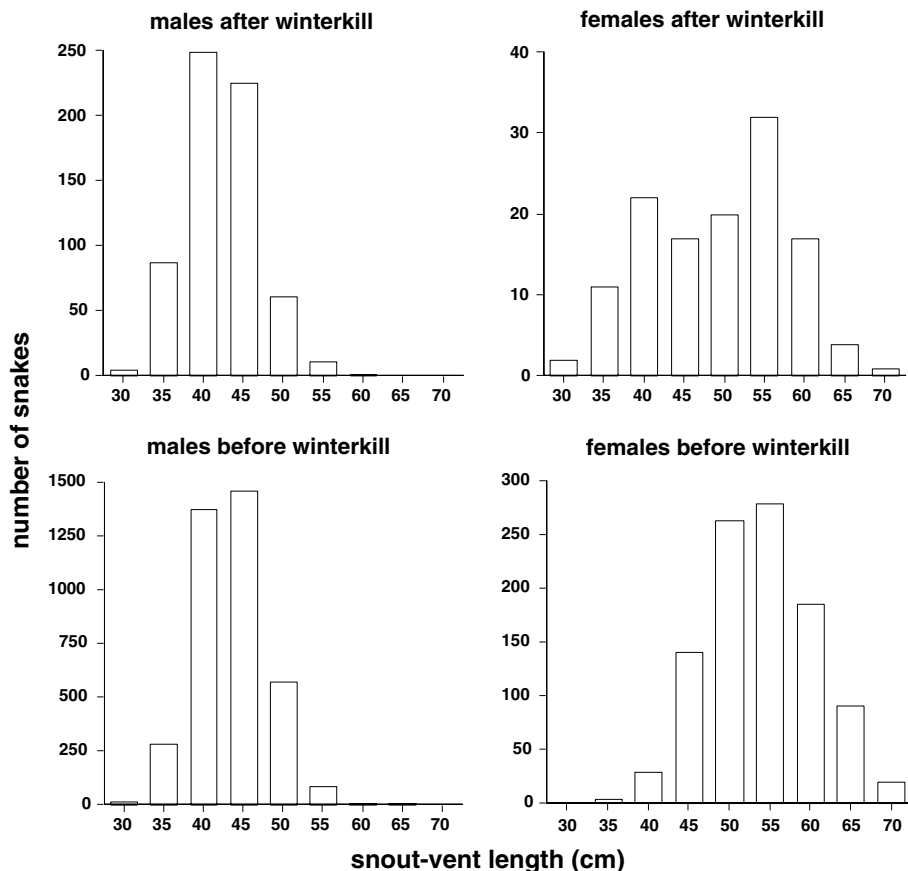 males after winterkill
250
200
150
100
50
0
30 35 40 45 50 55 60 65 70
females after winterkill
40
30
20
10
0
30 35 40 45 50 55 60 65 70
number of snakes
males before winterkill
1500
1250
1000
750
500
250
0
30 35 40 45 50 55 60 65 70
females before winterkill
300
250
200
150
100
50
0
30 35 40 45 50 55 60 65 70
snout-vent length (cm)